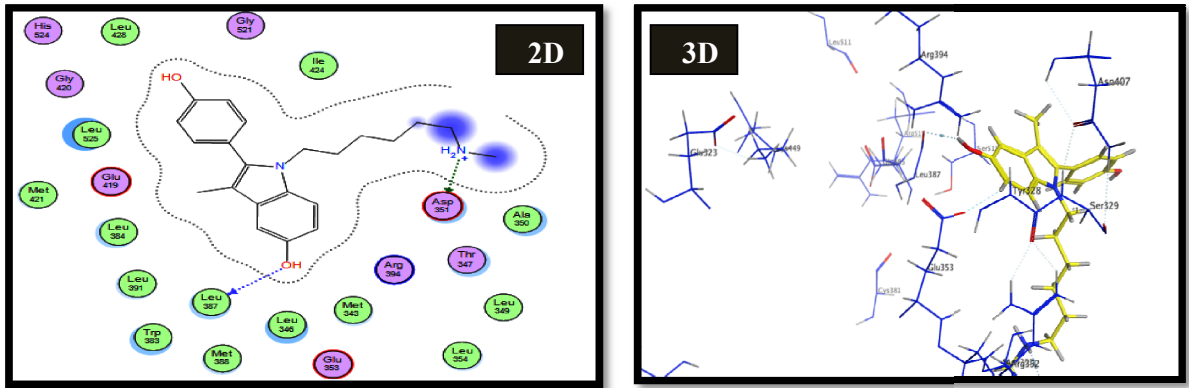 2D
His 524
Leu 428
Gly 521
Ile 424
Gly 420
HO
Leu 525
H2N+
N
Glu 419
Met 421
Asp 351
Ala 350
Leu 384
Thr 347
OH
Arg 394
Leu 391
Leu 387
Met 343
Leu 349
Leu 346
Trp 383
Met 388
Glu 353
Leu 354
3D
Leu511
Arg394
Asn407
Glu323
Leu387
Tyr328
Ser329
Glu353
Cys381